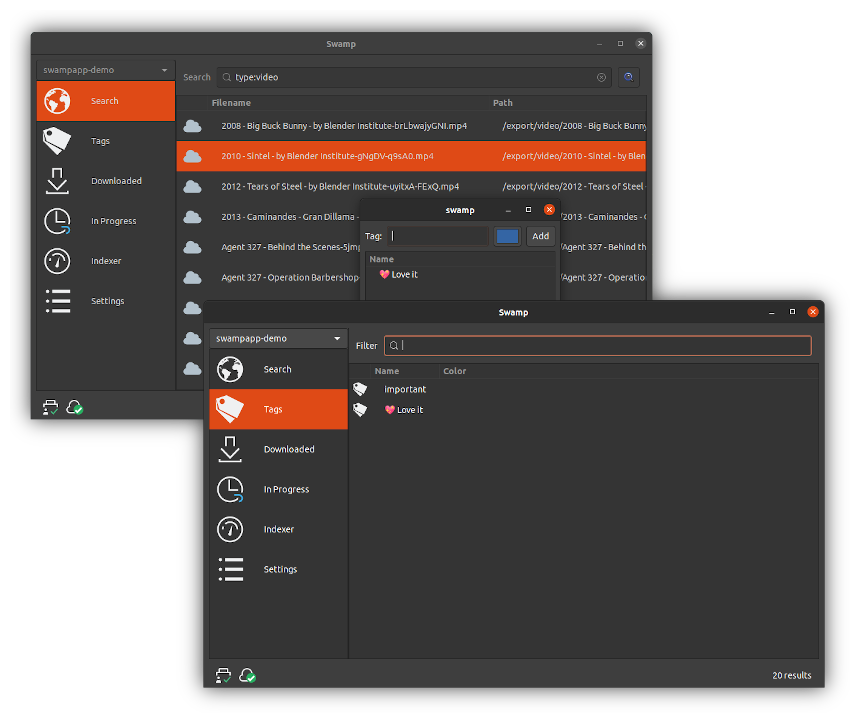 Swamp
swampapp-demo
Search
Tags
Downloaded
In Progress
Indexer
Settings
Search type:video
Filename Path
2008 - Big Buck Bunny - by Blender Institute-brLbwajyGNI.mp4 /export/video/2008 - Big Buck Bunny
2010 - Sintel - by Blender Institute-gNgDV-q9sA0.mp4 /export/video/2010 - Sintel - by Blen
2012 - Tears of Steel - by Blender Institute-uyitxA-FExQ.mp4 /export/video/2012 - Tears of Steel -
2013 - Caminandes - Gran Dillama - /2013 - Caminandes - G
Agent 327 - Behind the Scenes-5jmp /Agent 327 - Behind th
Agent 327 - Operation Barbershop- /Agent 327 - Operatio
swamp
Tag: Add
Name
💖 Love it
Swamp
swampapp-demo
Search
Tags
Downloaded
In Progress
Indexer
Settings
Filter
Name Color
important
💖 Love it
20 results